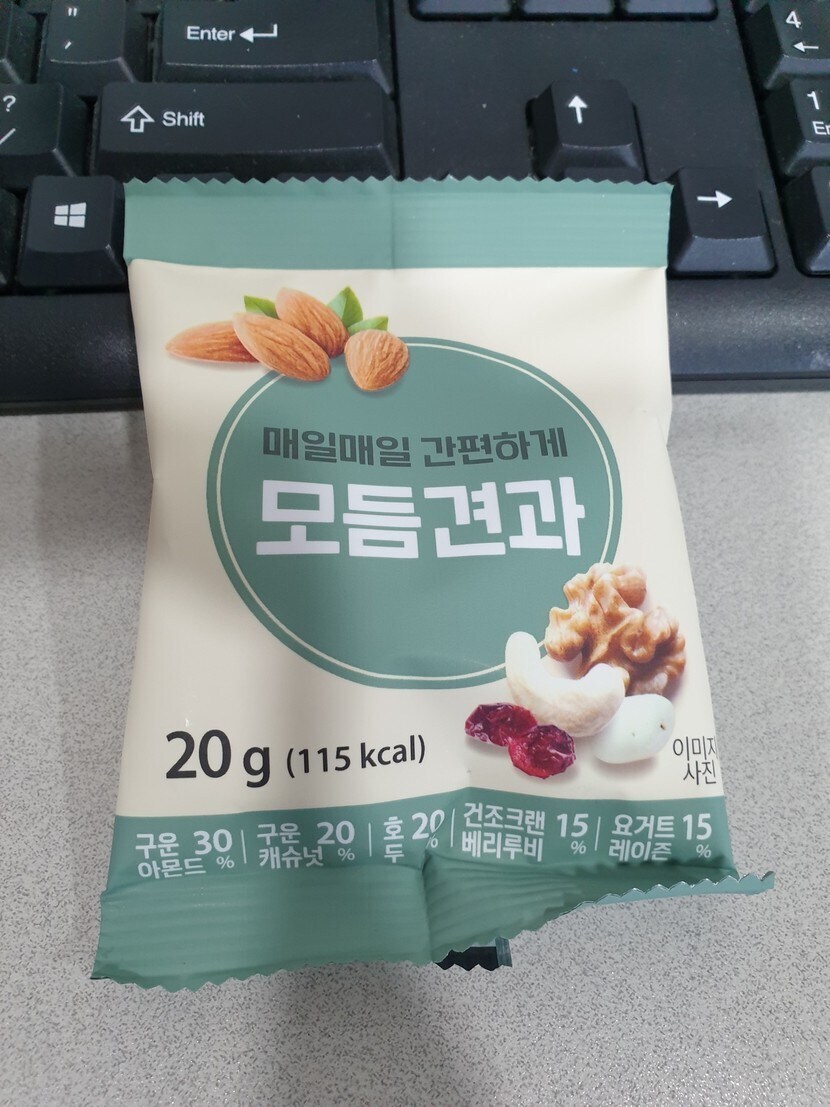 "
'
Enter
4
?
/
Shift
1
매일매일 간편하게
모듬견과
20 g (115 kcal)
이미지
사진
구운 아몬드 30%
구운 캐슈넛 20%
호두 20%
건조크랜베리루비 15%
요거트레이즌 15%